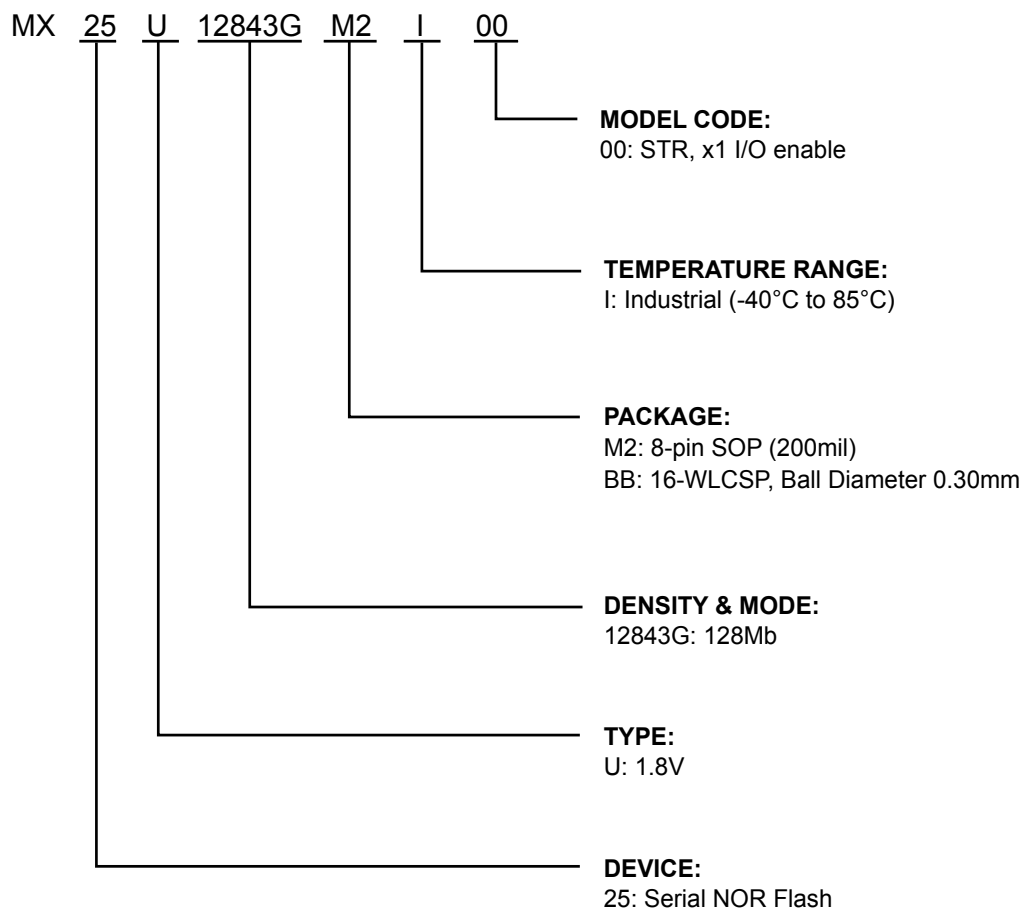 MX 25 U 12843G M2 I 00
MODEL CODE:
00: STR, x1 I/O enable
TEMPERATURE RANGE:
I: Industrial (-40°C to 85°C)
PACKAGE:
M2: 8-pin SOP (200mil)
BB: 16-WLCSP, Ball Diameter 0.30mm
DENSITY & MODE:
12843G: 128Mb
TYPE:
U: 1.8V
DEVICE:
25: Serial NOR Flash